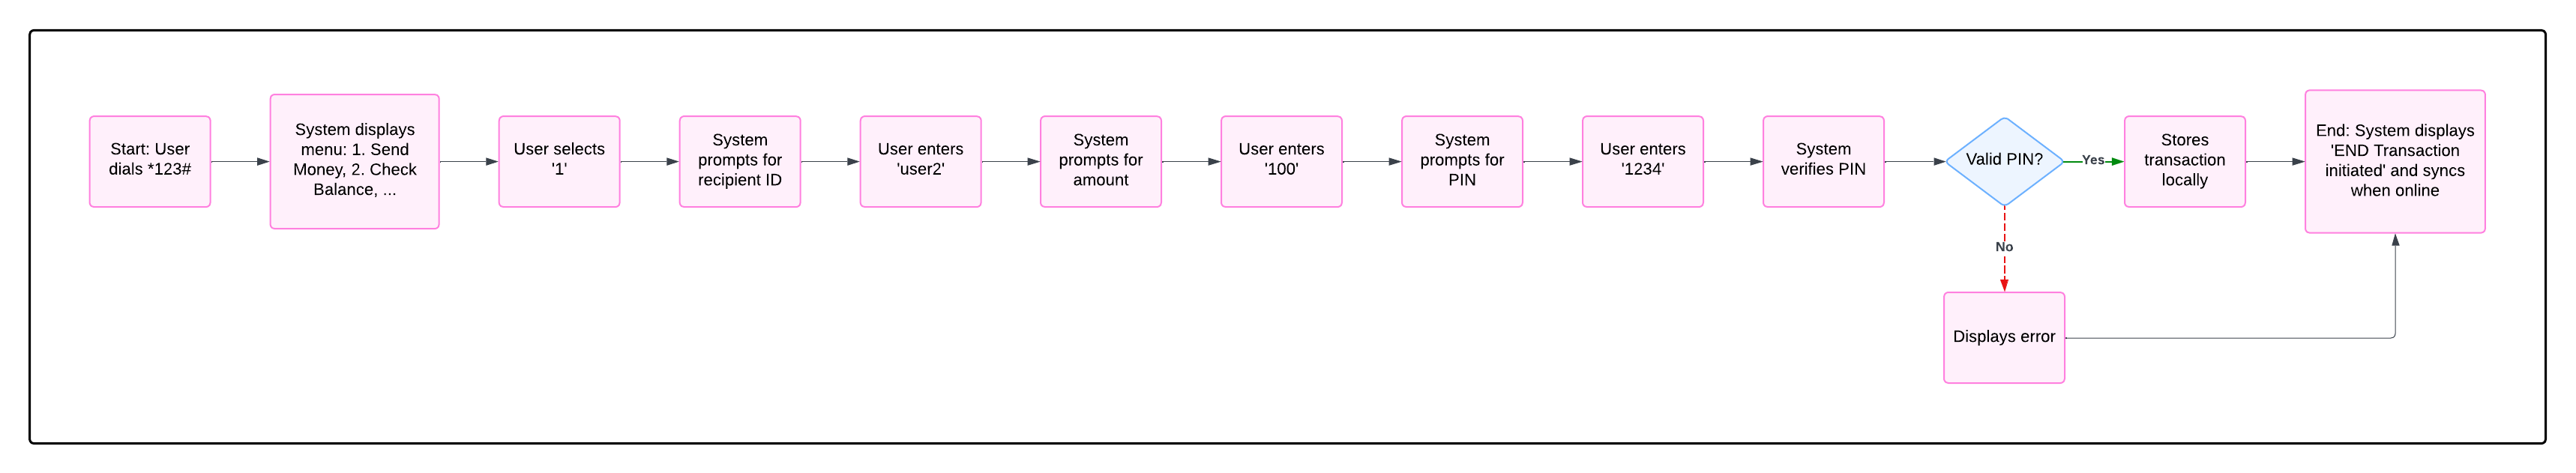 Start: User
dials *123#
System displays
menu: 1. Send
Money, 2. Check
Balance, ...
User selects
'1'
System
prompts for
recipient ID
User enters
'user2'
System
prompts for
amount
User enters
'100'
System
prompts for
PIN
User enters
'1234'
System
verifies PIN
Valid PIN?
Yes
Stores
transaction
locally
End: System displays
'END Transaction
initiated' and syncs
when online
No
Displays error